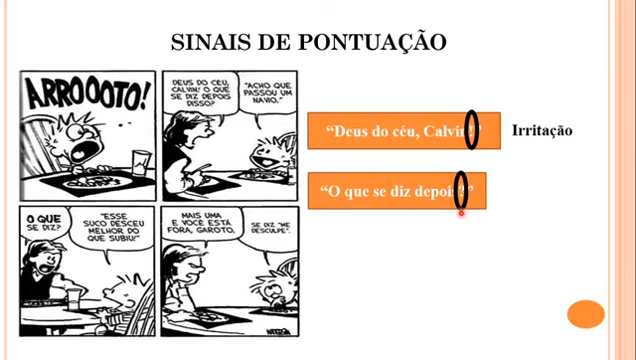 SINAIS DE PONTUAÇÃO
ARROOOTO!
DEUS DO CÉU,
CALVIN! O QUE
SE DIZ DEPOIS
DISSO?
"ACHO QUE
PASSOU UM
NAVIO."
O QUE
SE DIZ?
"ESSE
SUCO DESCEU
MELHOR DO
QUE SUBIU!"
MAIS UMA
E VOCÊ ESTÁ
FORA, GAROTO.
SE DIZ "ME
DESCULPE".
“Deus do céu, Calvin!”
Irritação
“O que se diz depois?”